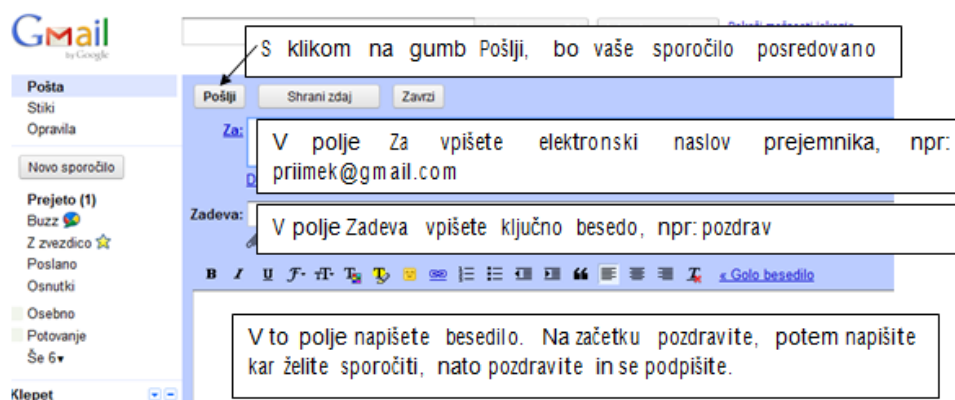 GMail
by Google
S klikom na gumb Pošlji, bo vaše sporočilo posredovano
Pošta
Stiki
Opravila
Pošlji
Shrani zdaj
Zavrzi
Za:
V polje Za vpišete elektronski naslov prejemnika, npr:
priimek@gmail.com
Novo sporočilo
Prejeto (1)
Buzz
Z zvezdico
Poslano
Osnutki
Osebno
Potovanje
Še 6▾
Klepet
Zadeva:
V polje Zadeva vpišete ključno besedo, npr: pozdrav
B I U
« Golo besedilo
V to polje napišete besedilo. Na začetku pozdravite, potem napišite
kar želite sporočiti, nato pozdravite in se podpišite.